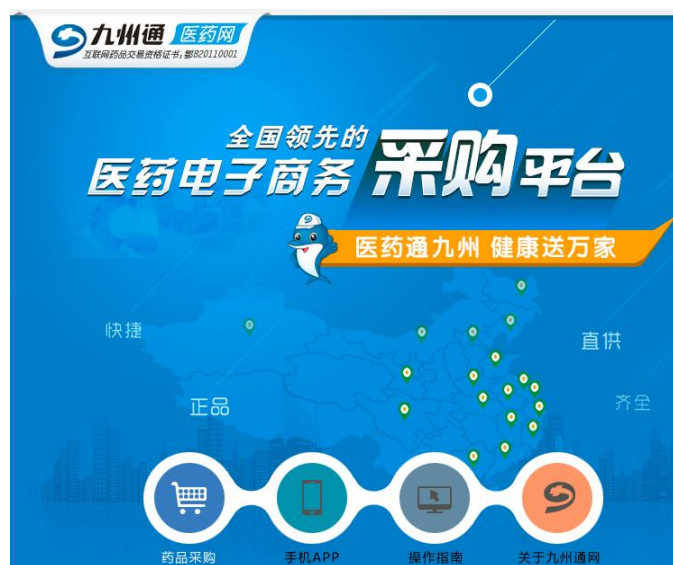 九州通 医药网
互联网药品交易资格证书:鄂B20110001
全国领先的
医药电子商务 采购平台
医药通九州 健康送万家
快捷
直供
正品
齐全
药品采购 手机APP 操作指南 关于九州通网